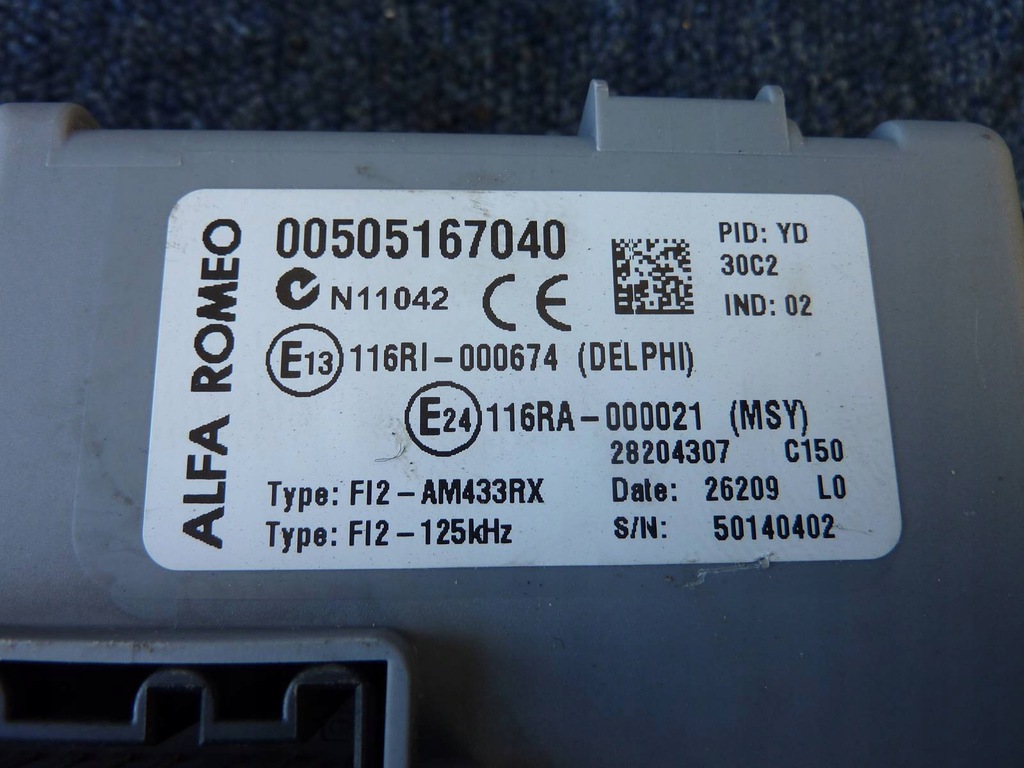 ALFA ROMEO
00505167040
PID: YD
30C2
N11042 CE
IND: 02
E13 116RI-000674 (DELPHI)
E24 116RA-000021 (MSY)
28204307 C150
Type: FI2-AM433RX Date: 26209 L0
Type: FI2-125kHz S/N: 50140402